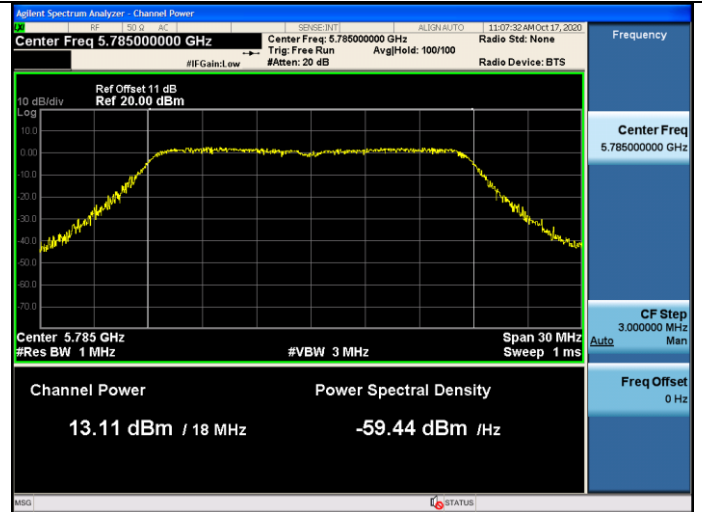 Agilent Spectrum Analyzer - Channel Power
RF 50 Ω AC SENSE:INT ALIGN AUTO 11:07:32 AM Oct 17, 2020
Center Freq 5.785000000 GHz
Center Freq: 5.785000000 GHz
Radio Std: None
Trig: Free Run Avg|Hold: 100/100
#IFGain:Low #Atten: 20 dB Radio Device: BTS
Ref Offset 11 dB
10 dB/div Ref 20.00 dBm
Log
10.0
0.00
-10.0
-20.0
-30.0
-40.0
-50.0
-60.0
-70.0
Center 5.785 GHz Span 30 MHz
#Res BW 1 MHz #VBW 3 MHz Sweep 1 ms
Channel Power Power Spectral Density
13.11 dBm / 18 MHz -59.44 dBm /Hz
Frequency
Center Freq
5.785000000 GHz
CF Step
3.000000 MHz
Auto Man
Freq Offset
0 Hz
MSG STATUS